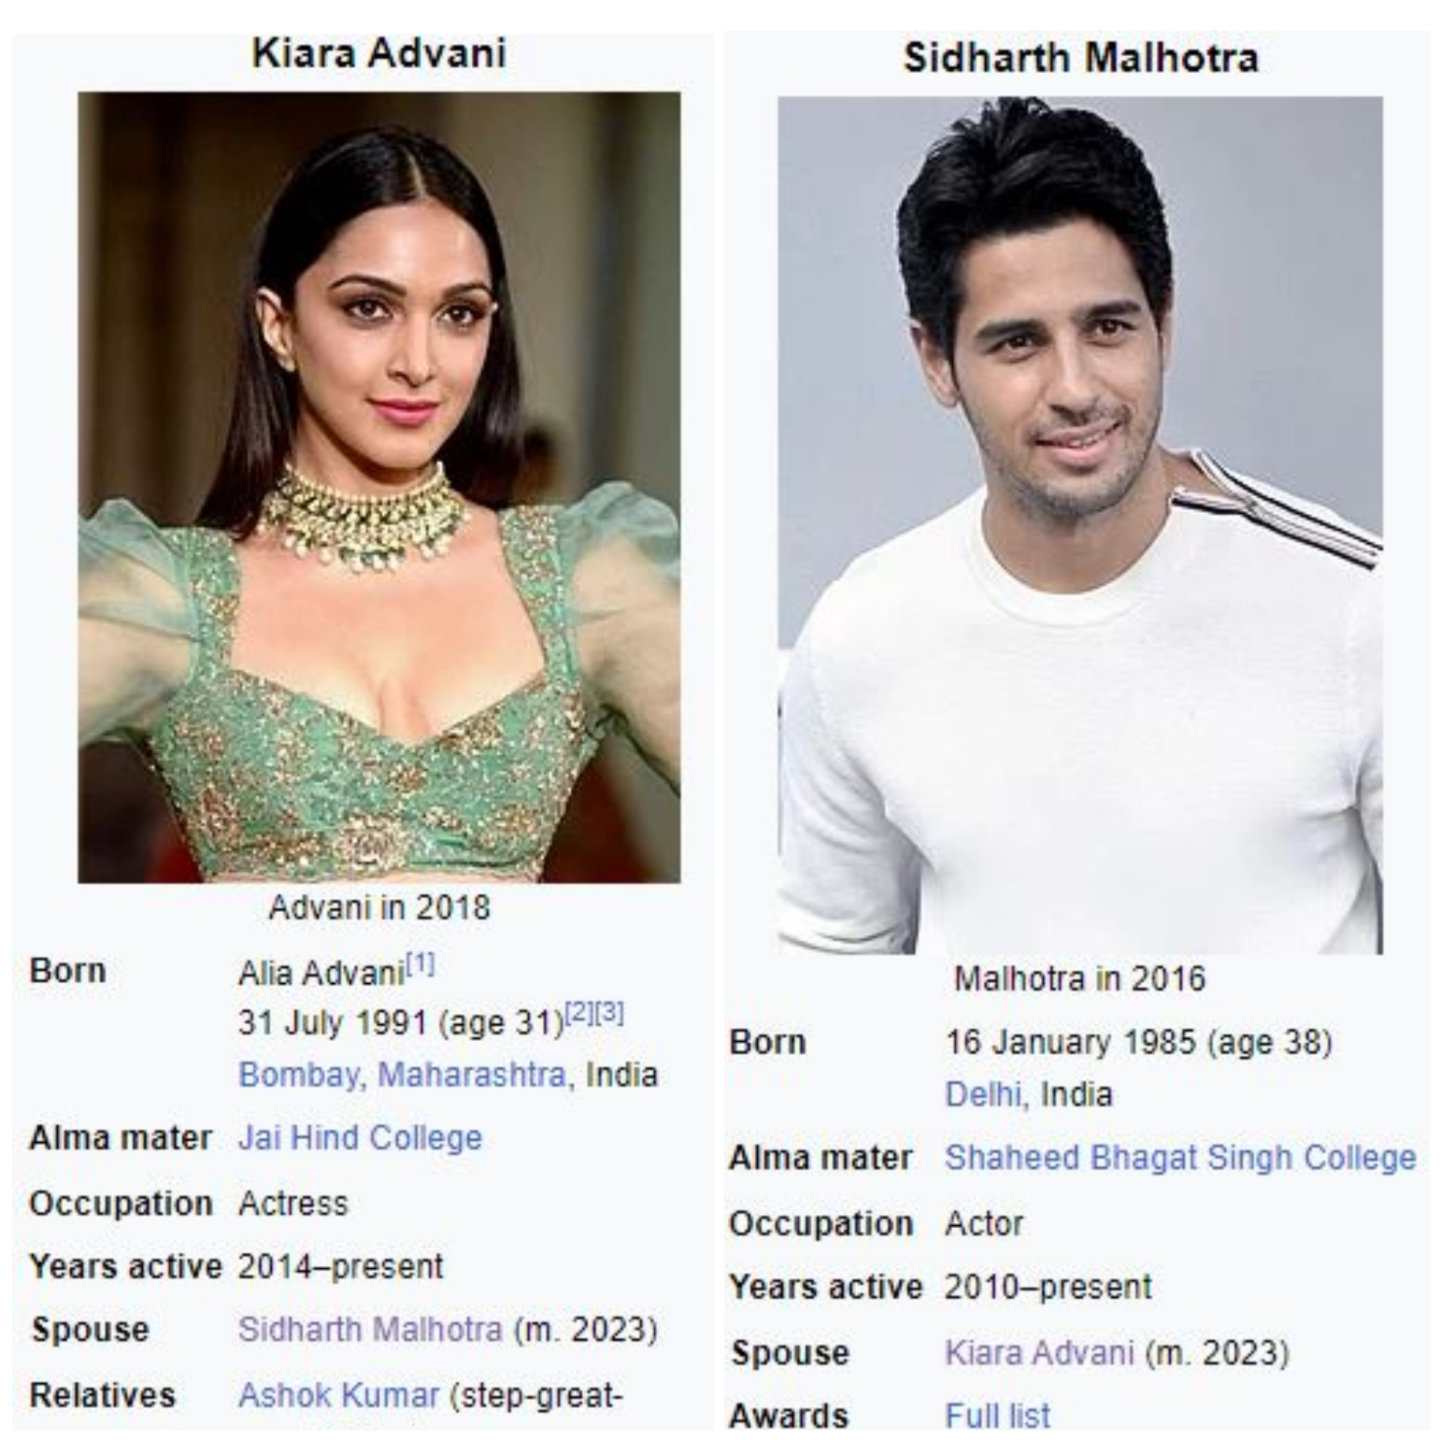 Kiara Advani
Advani in 2018
Born Alia Advani[1]
31 July 1991 (age 31)[2][3]
Bombay, Maharashtra, India
Alma mater Jai Hind College
Occupation Actress
Years active 2014–present
Spouse Sidharth Malhotra (m. 2023)
Relatives Ashok Kumar (step-great-
Sidharth Malhotra
Malhotra in 2016
Born 16 January 1985 (age 38)
Delhi, India
Alma mater Shaheed Bhagat Singh College
Occupation Actor
Years active 2010–present
Spouse Kiara Advani (m. 2023)
Awards Full list